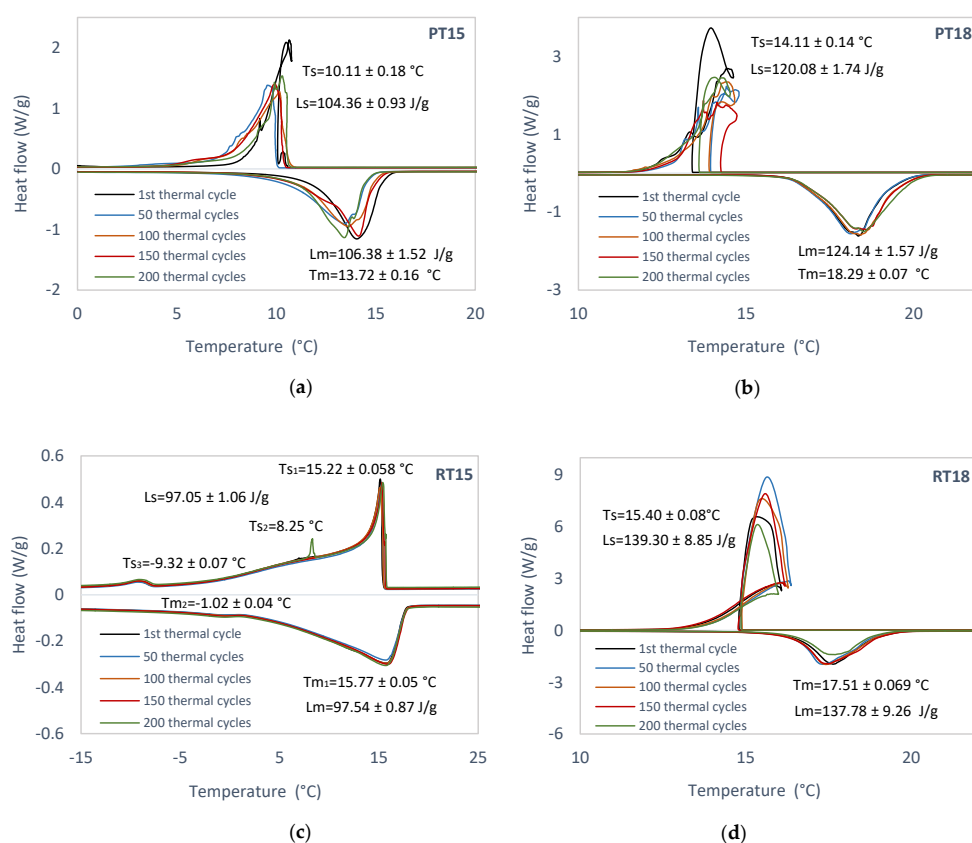 PT15
2
Ts=10.11 ± 0.18 °C
Ls=104.36 ± 0.93 J/g
1
Heat flow (W/g)
0
1st thermal cycle
50 thermal cycles
-1
100 thermal cycles
150 thermal cycles
200 thermal cycles
Lm=106.38 ± 1.52 J/g
Tm=13.72 ± 0.16 °C
-2
0 5 10 15 20
Temperature (°C)
(a)
PT18
3
Ts=14.11 ± 0.14 °C
Ls=120.08 ± 1.74 J/g
1
Heat flow (W/g)
-1
1st thermal cycle
50 thermal cycles
100 thermal cycles
150 thermal cycles
200 thermal cycles
Lm=124.14 ± 1.57 J/g
Tm=18.29 ± 0.07 °C
-3
10 15 20
Temperature (°C)
(b)
0.6
Ts1=15.22 ± 0.058 °C
RT15
Ls=97.05 ± 1.06 J/g
0.4
Ts2=8.25 °C
0.2
Ts3=-9.32 ± 0.07 °C
Heat flow (W/g)
0
Tm2=-1.02 ± 0.04 °C
-0.2
1st thermal cycle
50 thermal cycles
100 thermal cycles
150 thermal cycles
200 thermal cycles
Tm1=15.77 ± 0.05 °C
Lm=97.54 ± 0.87 J/g
-0.4
-0.6
-15 -5 5 15 25
Temperature (°C)
(c)
RT18
9
Ts=15.40 ± 0.08°C
Ls=139.30 ± 8.85 J/g
6
3
Heat flow (W/g)
0
1st thermal cycle
50 thermal cycles
100 thermal cycles
150 thermal cycles
200 thermal cycles
-3
Tm=17.51 ± 0.069 °C
Lm=137.78 ± 9.26 J/g
-6
10 15 20
Temperature (°C)
(d)